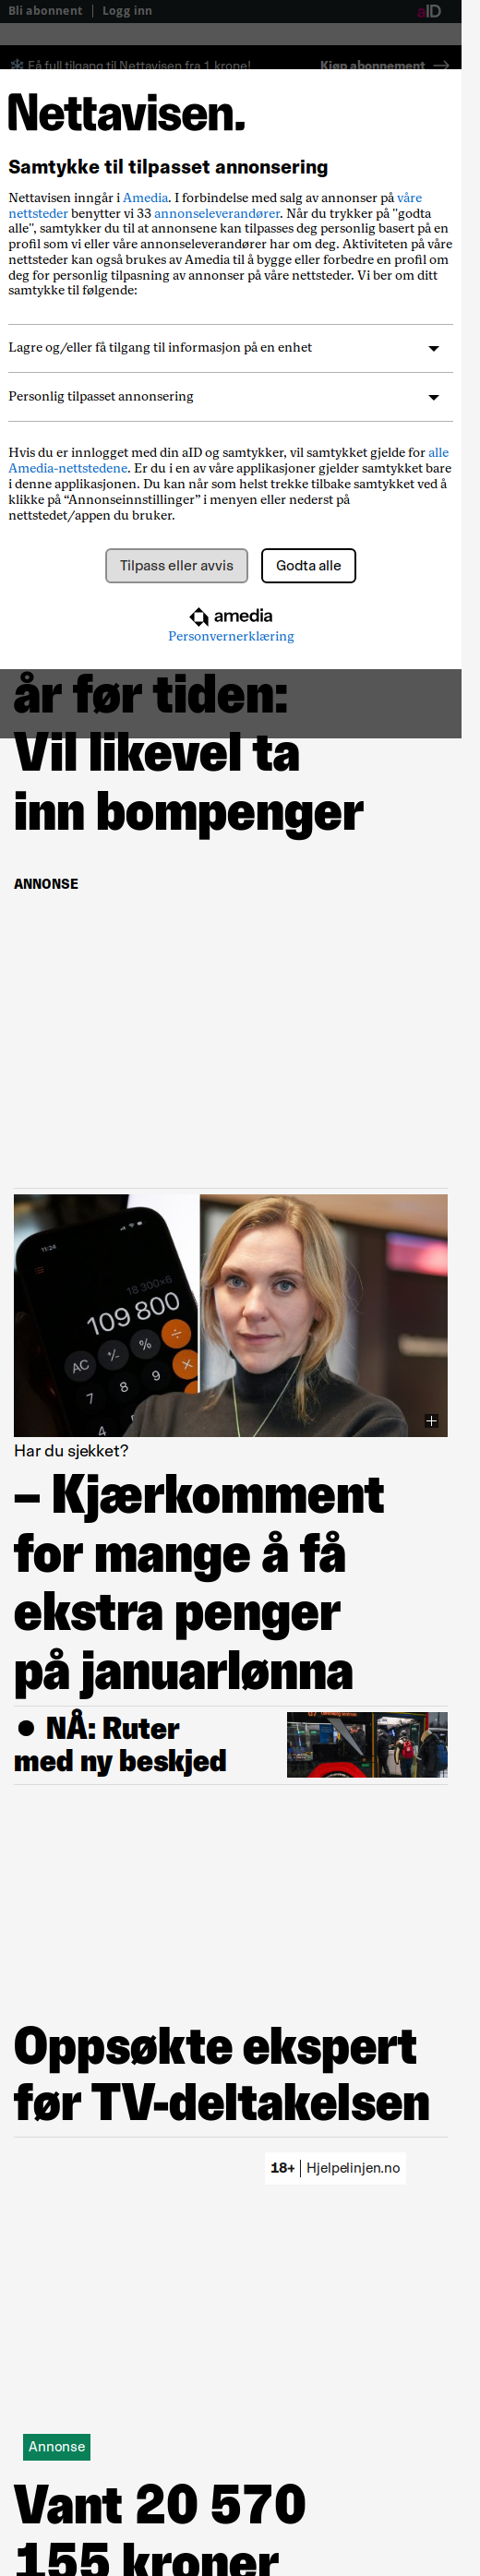 Bli abonnent | Logg inn aID
Få full tilgang til Nettavisen fra 1 krone! Kjøp abonnement →
Nettavisen.
Samtykke til tilpasset annonsering
Nettavisen inngår i Amedia. I forbindelse med salg av annonser på våre
nettsteder benytter vi 33 annonseleverandører. Når du trykker på "godta
alle", samtykker du til at annonsene kan tilpasses deg personlig basert på en
profil som vi eller våre annonseleverandører har om deg. Aktiviteten på våre
nettsteder kan også brukes av Amedia til å bygge eller forbedre en profil om
deg for personlig tilpasning av annonser på våre nettsteder. Vi ber om ditt
samtykke til følgende:
Lagre og/eller få tilgang til informasjon på en enhet
Personlig tilpasset annonsering
Hvis du er innlogget med din aID og samtykker, vil samtykket gjelde for alle
Amedia-nettstedene. Er du i en av våre applikasjoner gjelder samtykket bare
i denne applikasjonen. Du kan når som helst trekke tilbake samtykket ved å
klikke på “Annonseinnstillinger” i menyen eller nederst på
nettstedet/appen du bruker.
Tilpass eller avvis Godta alle
amedia
Personvernerklæring
år før tiden:
Vil likevel ta
inn bompenger
ANNONSE
11:24
18 300×6
109 800
AC +/- % ÷
7 8 9 ×
4
Har du sjekket?
– Kjærkomment
for mange å få
ekstra penger
på januarlønna
● NÅ: Ruter
med ny beskjed
Oppsøkte ekspert
før TV-deltakelsen
18+ | Hjelpelinjen.no
Annonse
Vant 20 570
155 kroner